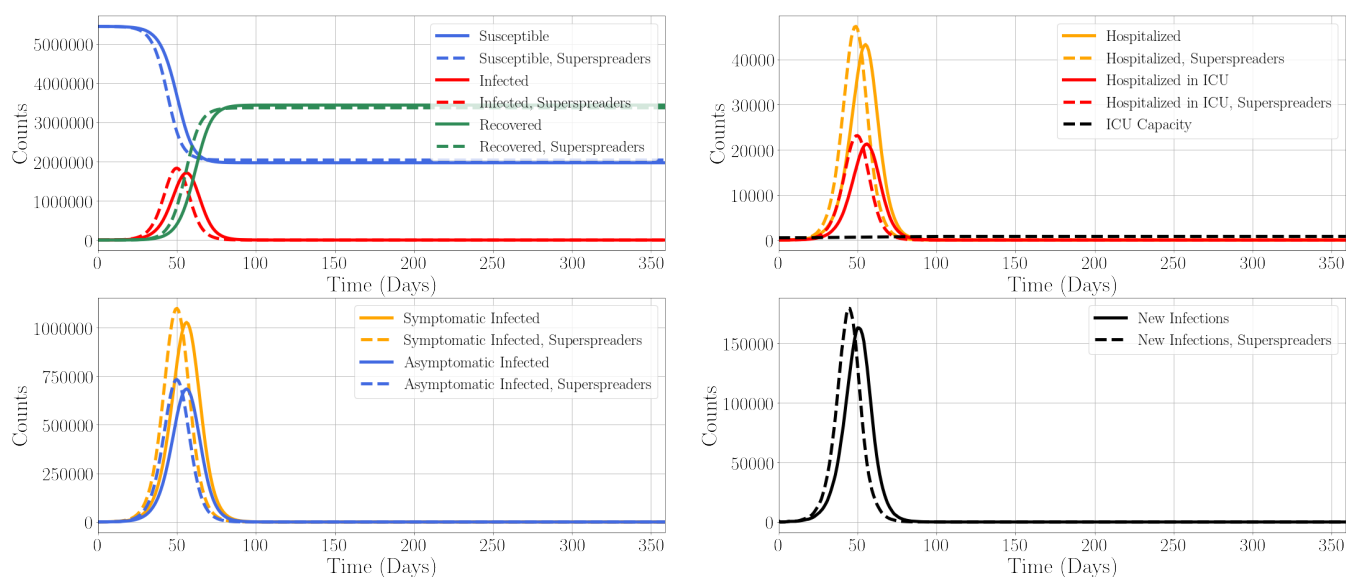 Counts
5000000
4000000
3000000
2000000
1000000
0
0 50 100 150 200 250 300 350
Time (Days)
Susceptible
Susceptible, Superspreaders
Infected
Infected, Superspreaders
Recovered
Recovered, Superspreaders
Counts
40000
30000
20000
10000
0
0 50 100 150 200 250 300 350
Time (Days)
Hospitalized
Hospitalized, Superspreaders
Hospitalized in ICU
Hospitalized in ICU, Superspreaders
ICU Capacity
Counts
1000000
750000
500000
250000
0
0 50 100 150 200 250 300 350
Time (Days)
Symptomatic Infected
Symptomatic Infected, Superspreaders
Asymptomatic Infected
Asymptomatic Infected, Superspreaders
Counts
150000
100000
50000
0
0 50 100 150 200 250 300 350
Time (Days)
New Infections
New Infections, Superspreaders